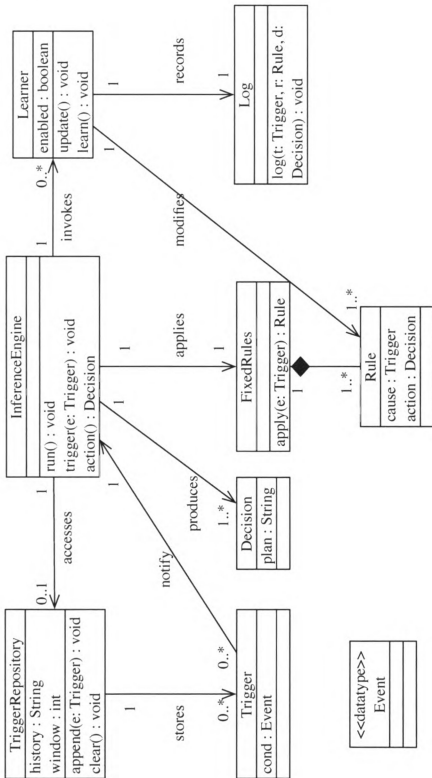 TriggerRepository
history : String
window : int
append(e: Trigger) : void
clear() : void
0..1
accesses
1
InferenceEngine
run() : void
trigger(e: Trigger) : void
action() : Decision
1
invokes
0..*
Learner
enabled : boolean
update() : void
learn() : void
1
stores
0..*
1
notify
0..*
1
produces
1..*
1
applies
1
1
modifies
1..*
1
records
1
Trigger
cond : Event
Decision
plan : String
FixedRules
apply(e: Trigger) : Rule
1
1..*
Log
log(t: Trigger, r: Rule, d:
Decision) : void
Rule
cause : Trigger
action : Decision
<<datatype>>
Event